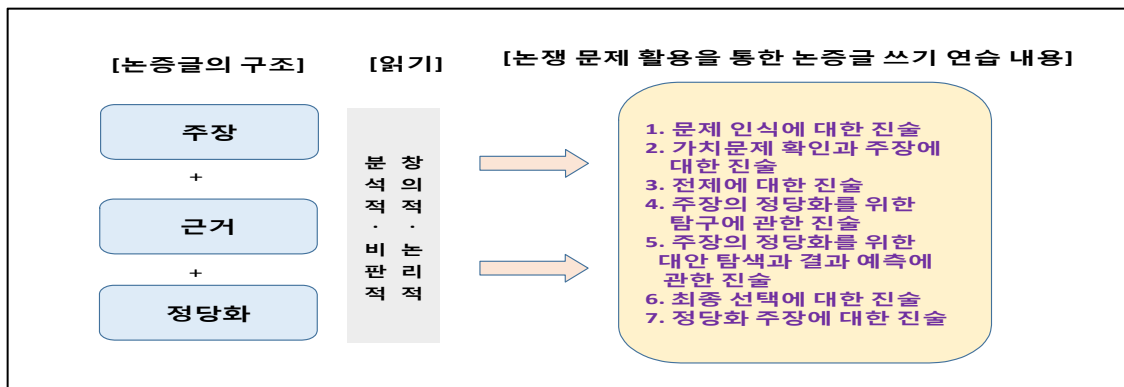 [논증글의 구조]
주장
+
근거
+
정당화
[읽기]
분석적 · 비판적
창의적 · 논리적
[논쟁 문제 활용을 통한 논증글 쓰기 연습 내용]
1. 문제 인식에 대한 진술
2. 가치문제 확인과 주장에
대한 진술
3. 전제에 대한 진술
4. 주장의 정당화를 위한
탐구에 관한 진술
5. 주장의 정당화를 위한
대안 탐색과 결과 예측에
관한 진술
6. 최종 선택에 대한 진술
7. 정당화 주장에 대한 진술